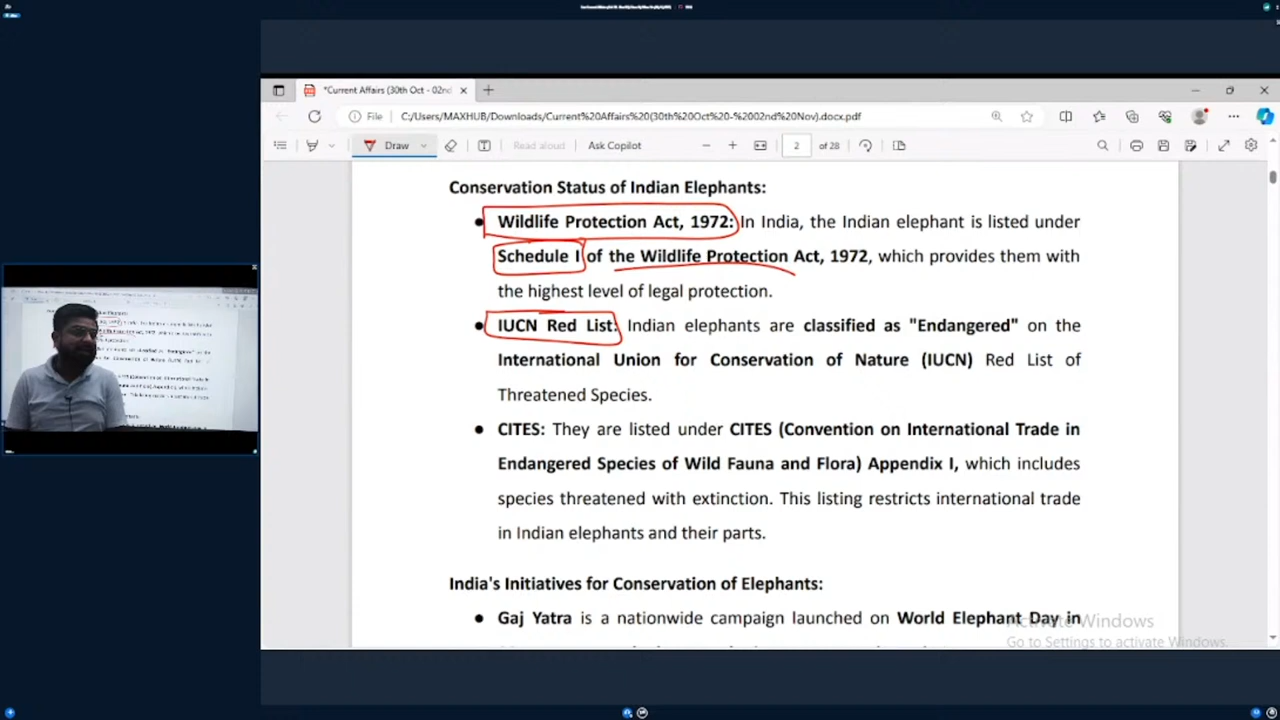 *Current Affairs (30th Oct - 02nd
File
C:/Users/MAXHUB/Downloads/Current%20Affairs%20(30th%20Oct%20-%2002nd%20Nov).docx.pdf
Draw
Read aloud
Ask Copilot
2
of 28
Conservation Status of Indian Elephants:
● Wildlife Protection Act, 1972: In India, the Indian elephant is listed under
Schedule I of the Wildlife Protection Act, 1972, which provides them with
the highest level of legal protection.
● IUCN Red List: Indian elephants are classified as "Endangered" on the
International Union for Conservation of Nature (IUCN) Red List of
Threatened Species.
● CITES: They are listed under CITES (Convention on International Trade in
Endangered Species of Wild Fauna and Flora) Appendix I, which includes
species threatened with extinction. This listing restricts international trade
in Indian elephants and their parts.
India's Initiatives for Conservation of Elephants:
● Gaj Yatra is a nationwide campaign launched on World Elephant Day in
Activate Windows
Go to Settings to activate Windows.